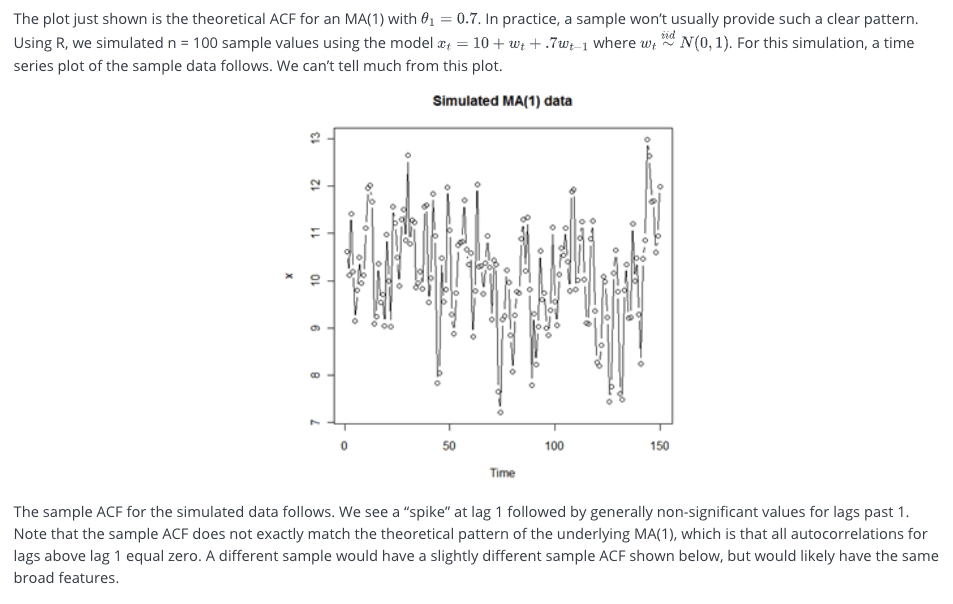 The plot just shown is the theoretical ACF for an MA(1) with θ₁ = 0.7. In practice, a sample won't usually provide such a clear pattern.
Using R, we simulated n = 100 sample values using the model xₜ = 10 + wₜ + .7wₜ₋₁ where wₜ iid ~ N(0, 1). For this simulation, a time
series plot of the sample data follows. We can't tell much from this plot.
Simulated MA(1) data
13
12
11
10
9
8
7
x
0 50 100 150
Time
The sample ACF for the simulated data follows. We see a “spike” at lag 1 followed by generally non-significant values for lags past 1.
Note that the sample ACF does not exactly match the theoretical pattern of the underlying MA(1), which is that all autocorrelations for
lags above lag 1 equal zero. A different sample would have a slightly different sample ACF shown below, but would likely have the same
broad features.